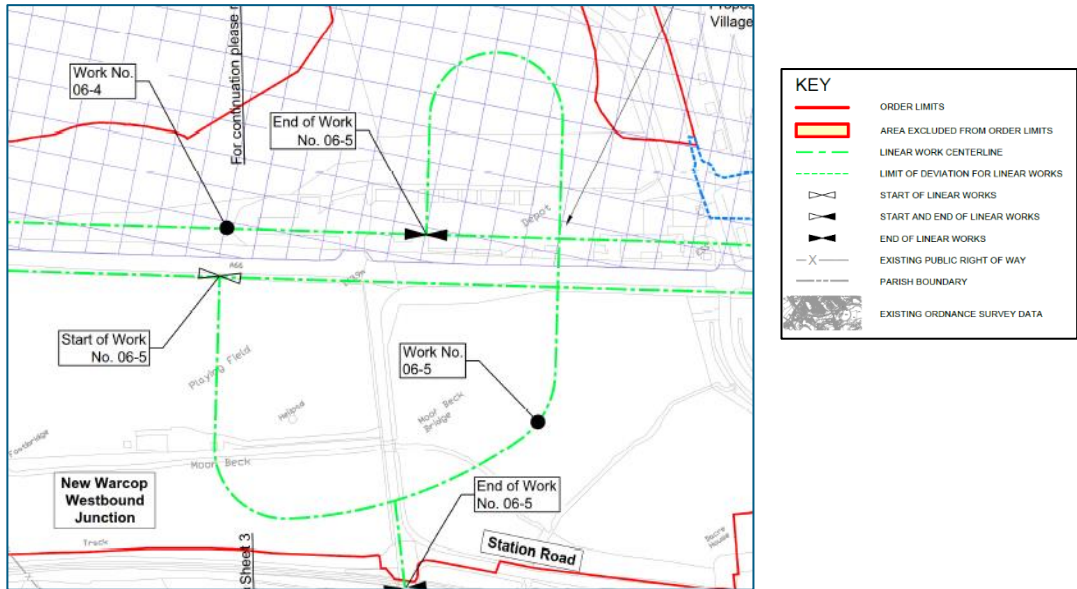 For continuation please r
Village
Work No.
06-4
End of Work
No. 06-5
Depot
A66
Start of Work
No. 06-5
Playing Field
Helipad
Work No.
06-5
Moor Beck
Bridge
Footbridge
Moor Beck
New Warcop
Westbound
Junction
End of Work
No. 06-5
Track
Sheet 3
Station Road
Dacre
House
KEY
ORDER LIMITS
AREA EXCLUDED FROM ORDER LIMITS
LINEAR WORK CENTERLINE
LIMIT OF DEVIATION FOR LINEAR WORKS
START OF LINEAR WORKS
START AND END OF LINEAR WORKS
END OF LINEAR WORKS
X
EXISTING PUBLIC RIGHT OF WAY
PARISH BOUNDARY
EXISTING ORDNANCE SURVEY DATA